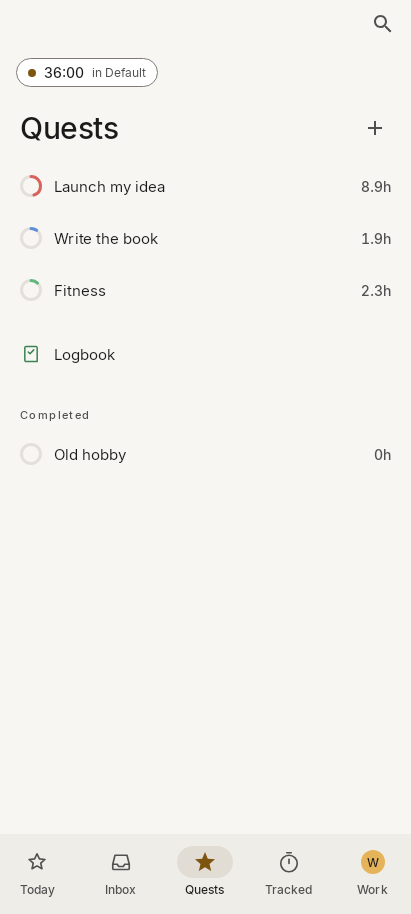 36:00 in Default
Quests
Launch my idea 8.9h
Write the book 1.9h
Fitness 2.3h
Logbook
Completed
Old hobby 0h
W
Today Inbox Quests Tracked Work